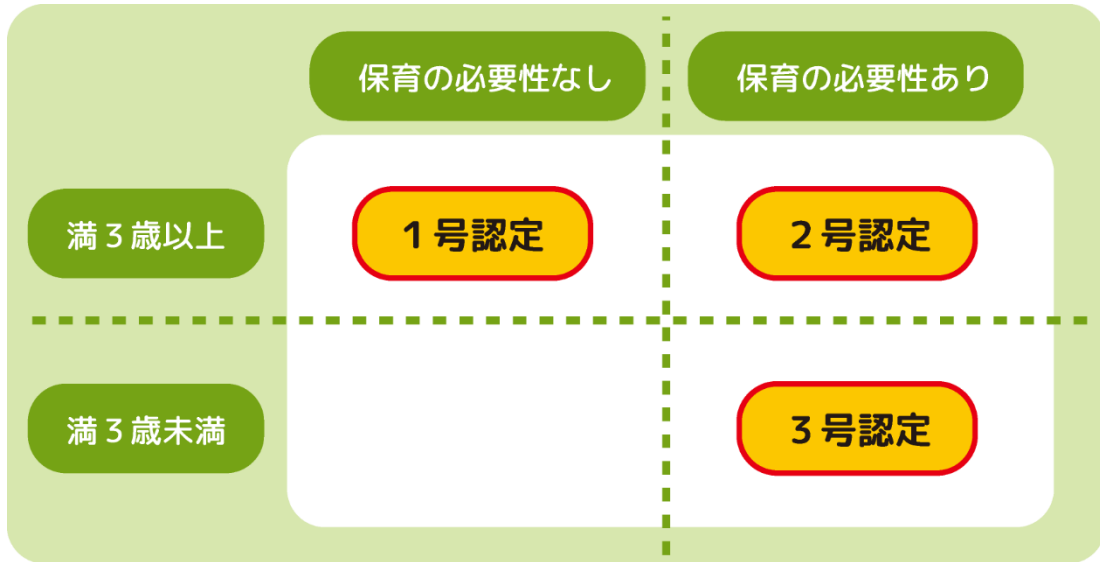 保育の必要性なし
保育の必要性あり
満３歳以上
１号認定
２号認定
満３歳未満
３号認定